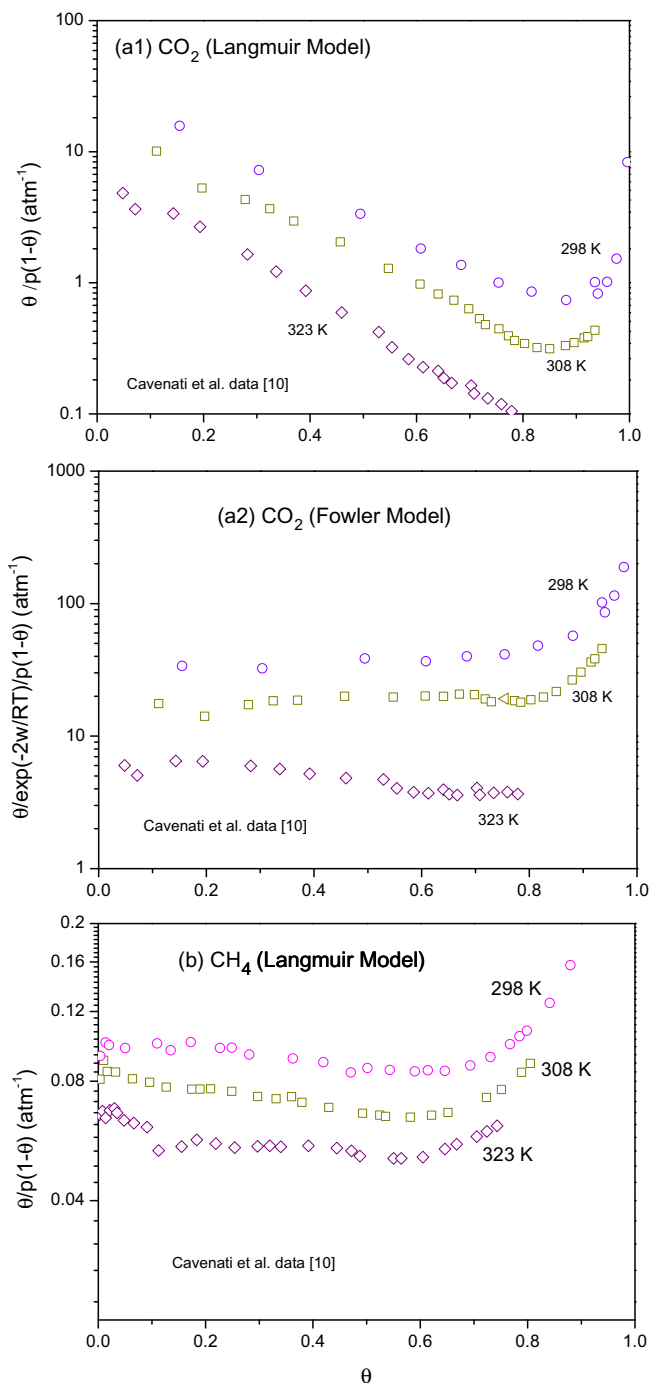 100
(a1) CO2 (Langmuir Model)
10
θ /p(1-θ) (atm-1)
298 K
1
323 K
308 K
Cavenati et al. data [10]
0.1
0.0 0.2 0.4 0.6 0.8 1.0
1000
(a2) CO2 (Fowler Model)
298 K
100
θ/exp(-2w/RT)/p(1-θ) (atm-1)
308 K
10
323 K
Cavenati et al. data [10]
1
0.0 0.2 0.4 0.6 0.8 1.0
0.2
(b) CH4 (Langmuir Model)
0.16
298 K
0.12
308 K
0.08
θ/p(1-θ) (atm-1)
323 K
0.04
Cavenati et al. data [10]
0.0 0.2 0.4 0.6 0.8 1.0
θ